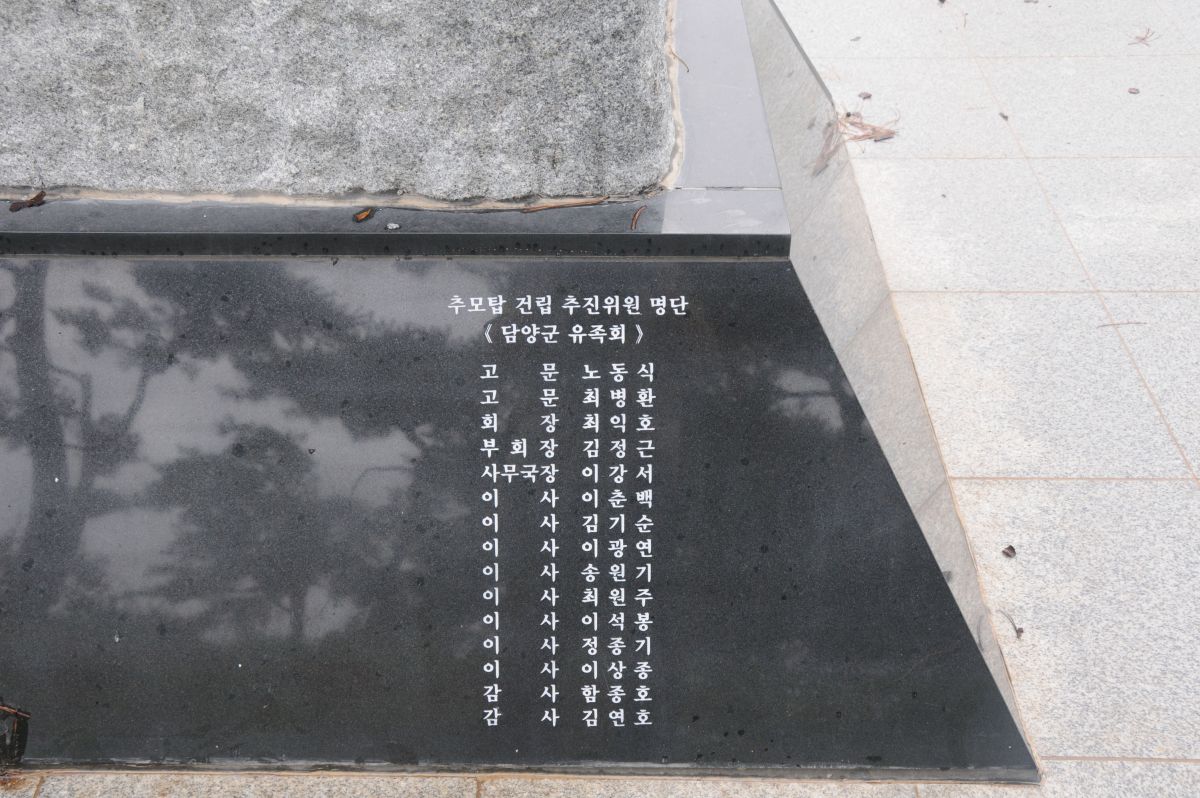 추모탑 건립 추진위원 명단
《 담양군 유족회 》
고 문 노동식
고 문 최병환
회 장 최익호
부회장 김정근
사무국장 이강서
이 사 이춘백
이 사 김기순
이 사 이광연
이 사 송원기
이 사 최원주
이 사 이석봉
이 사 정종기
이 사 이상종
감 사 함종호
감 사 김연호